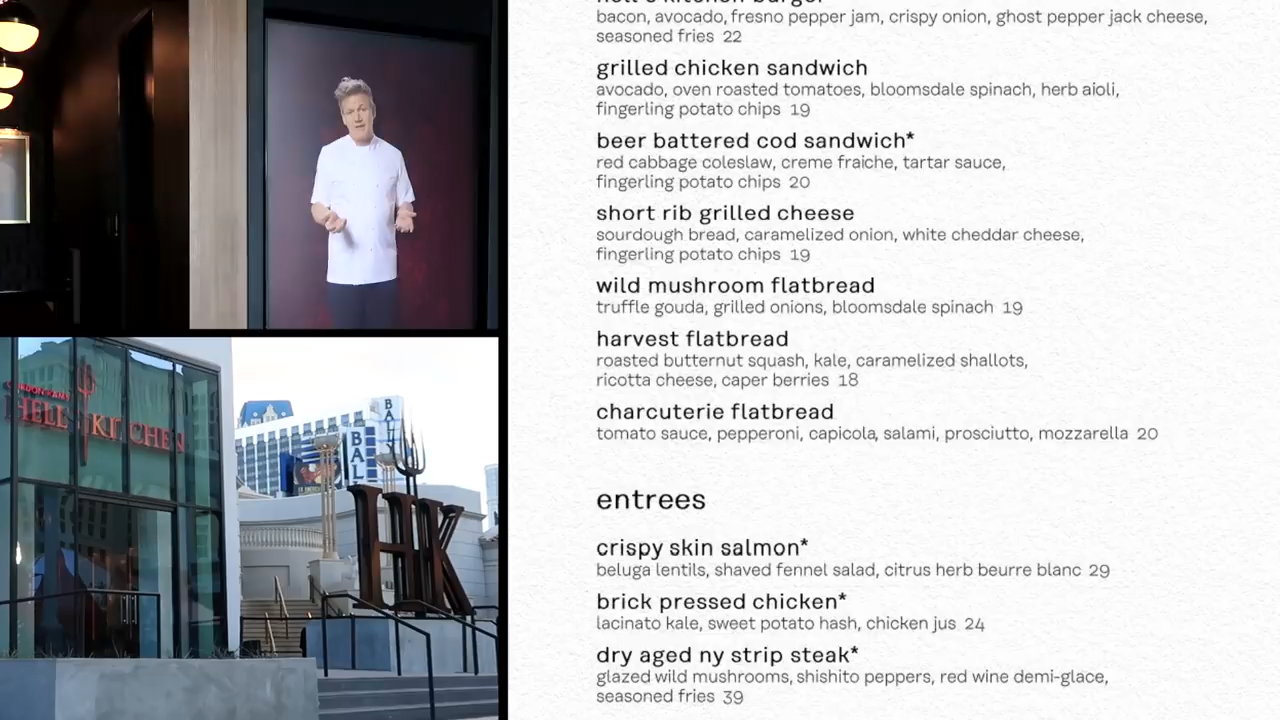 GORDON RAMSAY
HELL KITCHEN
BALLY
BAL
HK
hell's kitchen burger
bacon, avocado, fresno pepper jam, crispy onion, ghost pepper jack cheese,
seasoned fries 22
grilled chicken sandwich
avocado, oven roasted tomatoes, bloomsdale spinach, herb aioli,
fingerling potato chips 19
beer battered cod sandwich*
red cabbage coleslaw, creme fraiche, tartar sauce,
fingerling potato chips 20
short rib grilled cheese
sourdough bread, caramelized onion, white cheddar cheese,
fingerling potato chips 19
wild mushroom flatbread
truffle gouda, grilled onions, bloomsdale spinach 19
harvest flatbread
roasted butternut squash, kale, caramelized shallots,
ricotta cheese, caper berries 18
charcuterie flatbread
tomato sauce, pepperoni, capicola, salami, prosciutto, mozzarella 20
entrees
crispy skin salmon*
beluga lentils, shaved fennel salad, citrus herb beurre blanc 29
brick pressed chicken*
lacinato kale, sweet potato hash, chicken jus 24
dry aged ny strip steak*
glazed wild mushrooms, shishito peppers, red wine demi-glace,
seasoned fries 39